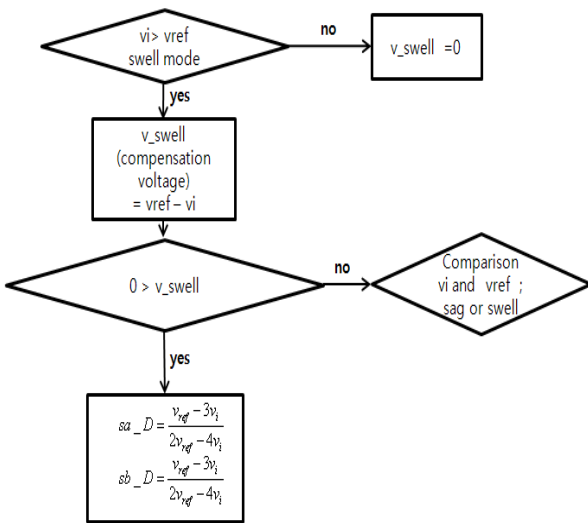 vi> vref
swell mode
no
v_swell =0
yes
v_swell
(compensation
voltage)
= vref – vi
0 > v_swell
no
Comparison
vi and vref ;
sag or swell
yes
sa_D = (v_ref − 3v_i) / (2v_ref − 4v_i)
sb_D = (v_ref − 3v_i) / (2v_ref − 4v_i)